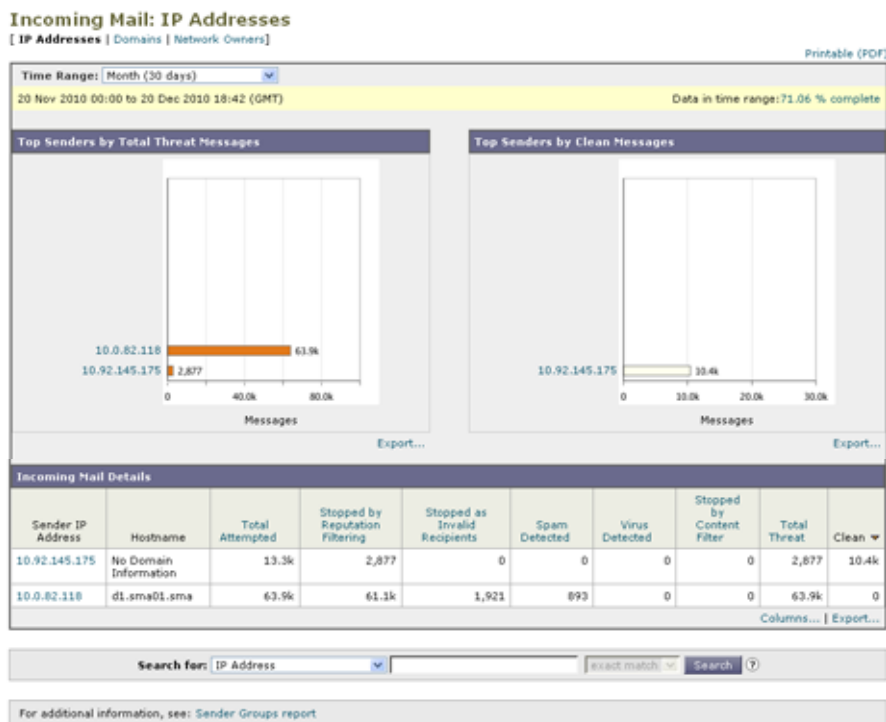 Incoming Mail: IP Addresses
[ IP Addresses | Domains | Network Owners]
Printable (PDF)
Time Range: Month (30 days)
20 Nov 2010 00:00 to 20 Dec 2010 18:42 (GMT)
Data in time range:71.06 % complete
Top Senders by Total Threat Messages
10.0.82.118
63.9k
10.92.145.175
2,877
0
40.0k
80.0k
Messages
Export...
Top Senders by Clean Messages
10.92.145.175
10.4k
0
10.0k
20.0k
30.0k
Messages
Export...
Incoming Mail Details
Sender IP Address
Hostname
Total Attempted
Stopped by Reputation Filtering
Stopped as Invalid Recipients
Spam Detected
Virus Detected
Stopped by Content Filter
Total Threat
Clean
10.92.145.175 No Domain Information 13.3k 2,877 0 0 0 0 2,877 10.4k
10.0.82.118 d1.sma01.sma 63.9k 61.1k 1,921 893 0 0 63.9k 0
Columns... | Export...
Search for: IP Address exact match Search ?
For additional information, see: Sender Groups report